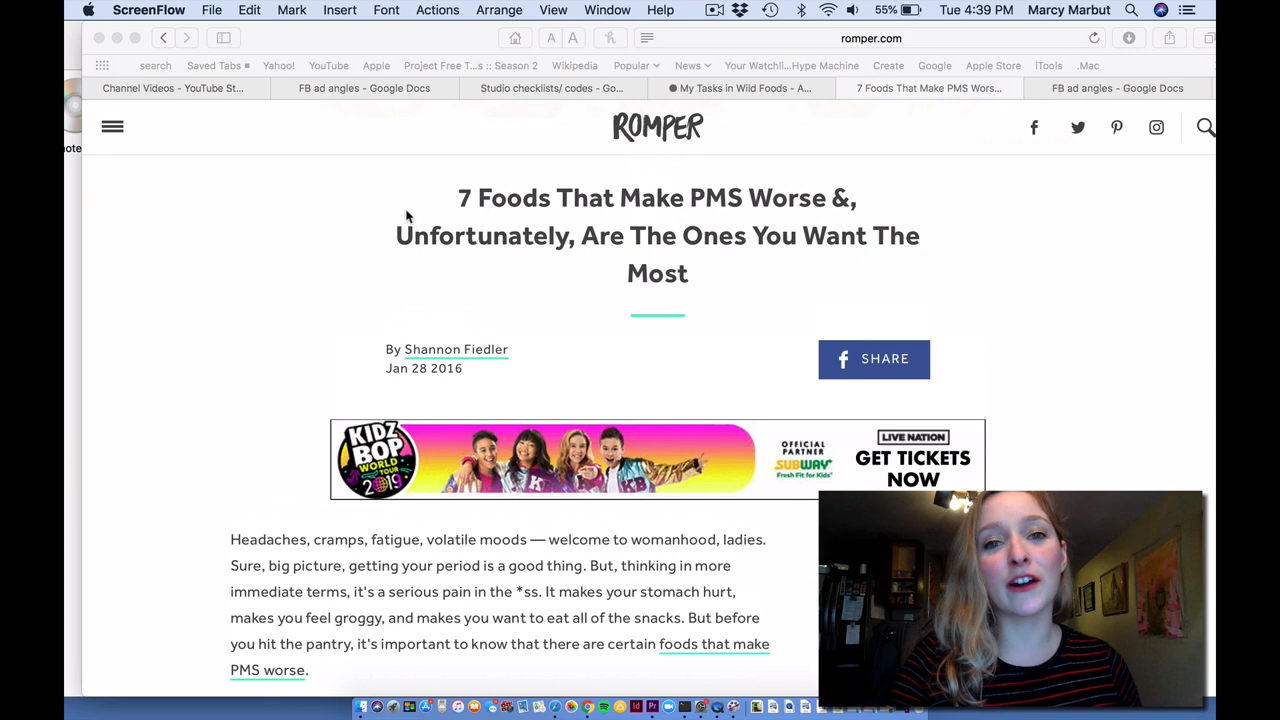 ScreenFlow File Edit Mark Insert Font Actions Arrange View Window Help 55% Tue 4:39 PM Marcy Marbut
romper.com
search Saved Tabs Yahoo! YouTube Apple Project Free T...s :: Season 2 Wikipedia Popular News Your Watchli...Hype Machine Create Google Apple Store iTools .Mac
Channel Videos - YouTube St... FB ad angles - Google Docs Studio checklists/ codes - Go... My Tasks in Wild Foods - A... 7 Foods That Make PMS Wors... FB ad angles - Google Docs
ROMPER
7 Foods That Make PMS Worse &,
Unfortunately, Are The Ones You Want The
Most
By Shannon Fiedler
Jan 28 2016
f SHARE
KIDZ
BOP
WORLD
TOUR
2019
OFFICIAL
PARTNER
SUBWAY
Fresh Fit for Kids
LIVE NATION
GET TICKETS
NOW
Headaches, cramps, fatigue, volatile moods — welcome to womanhood, ladies.
Sure, big picture, getting your period is a good thing. But, thinking in more
immediate terms, it's a serious pain in the *ss. It makes your stomach hurt,
makes you feel groggy, and makes you want to eat all of the snacks. But before
you hit the pantry, it's important to know that there are certain foods that make
PMS worse.